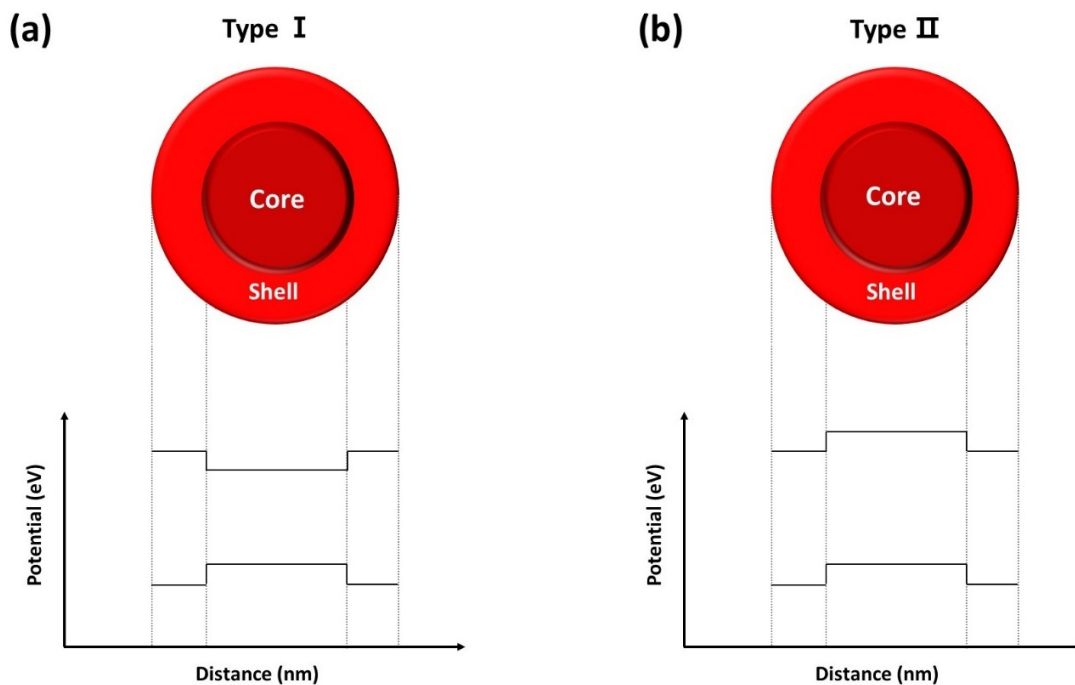 (a)
Type Ⅰ
Core
Shell
Potential (eV)
Distance (nm)
(b)
Type Ⅱ
Core
Shell
Potential (eV)
Distance (nm)